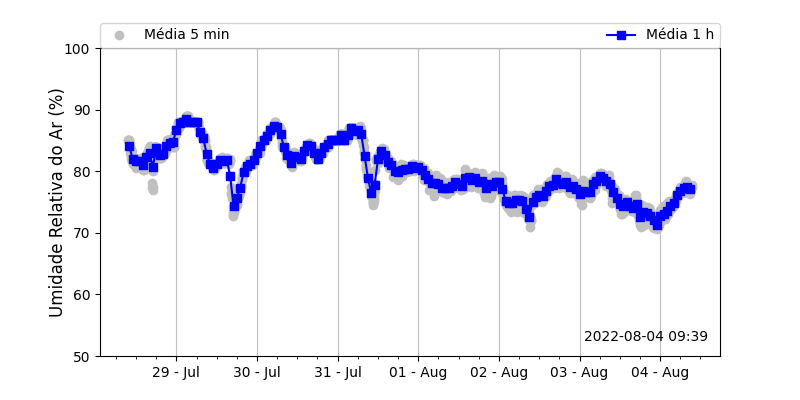 Média 5 min
Média 1 h
100
90
80
70
60
50
Umidade Relativa do Ar (%)
2022-08-04 09:39
29 - Jul
30 - Jul
31 - Jul
01 - Aug
02 - Aug
03 - Aug
04 - Aug